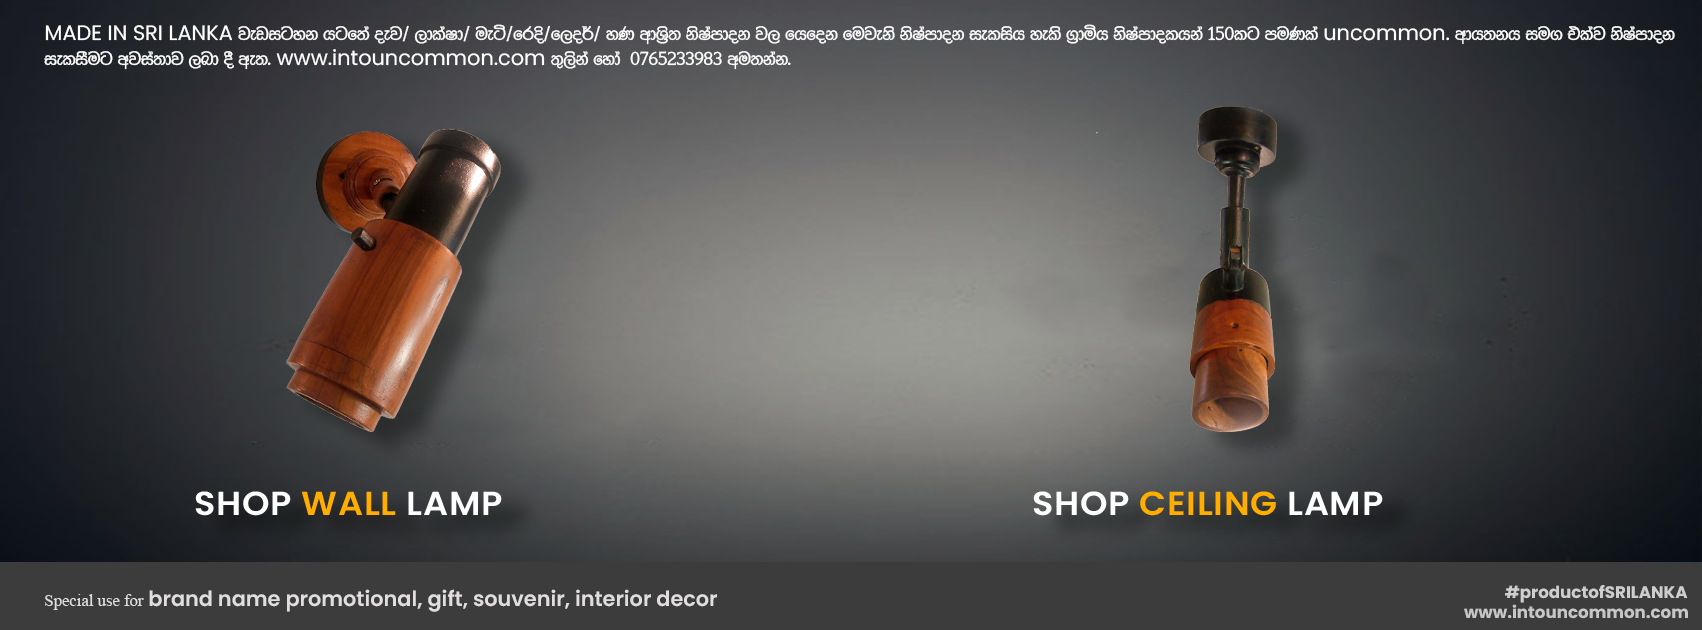 MADE IN SRI LANKA වැඩසටහන යටතේ දැව/ ලාක්ෂා/ මැටි/රෙදි/ලෙදර්/ හණ ආශ්‍රිත නිෂ්පාදන වල යෙදෙන මෙවැනි නිෂ්පාදන සැකසිය හැකි ග්‍රාමිය නිෂ්පාදකයන් 150කට පමණක් uncommon. ආයතනය සමග එක්ව නිෂ්පාදන
සැකසීමට අවස්තාව ලබා දී ඇත. www.intouncommon.com තුලින් හෝ 0765233983 අමතන්න.
SHOP WALL LAMP
SHOP CEILING LAMP
Special use for brand name promotional, gift, souvenir, interior decor
#productofSRILANKA
www.intouncommon.com